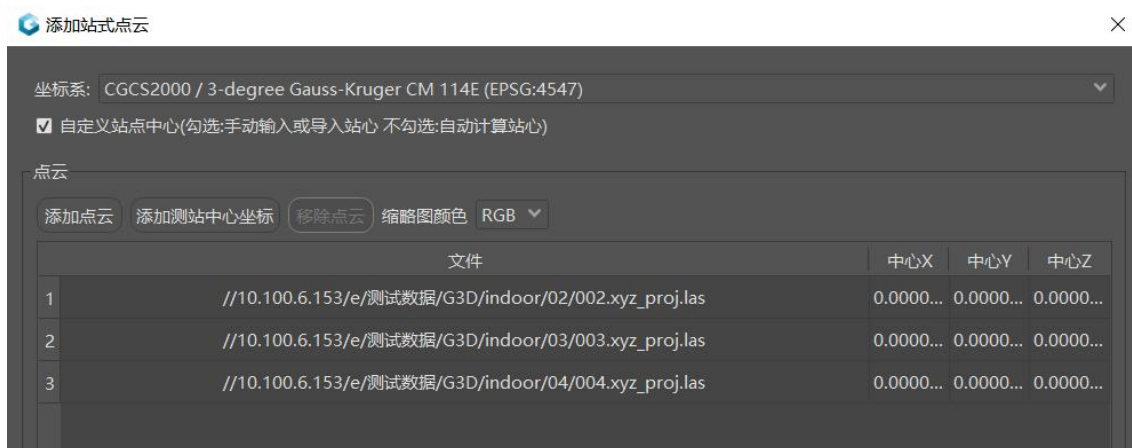 添加站式点云
坐标系: CGCS2000 / 3-degree Gauss-Kruger CM 114E (EPSG:4547)
自定义站点中心(勾选:手动输入或导入站心 不勾选:自动计算站心)
点云
添加点云 添加测站中心坐标 移除点云 缩略图颜色 RGB
文件 中心X 中心Y 中心Z
1 //10.100.6.153/e/测试数据/G3D/indoor/02/002.xyz_proj.las 0.0000... 0.0000... 0.0000...
2 //10.100.6.153/e/测试数据/G3D/indoor/03/003.xyz_proj.las 0.0000... 0.0000... 0.0000...
3 //10.100.6.153/e/测试数据/G3D/indoor/04/004.xyz_proj.las 0.0000... 0.0000... 0.0000...